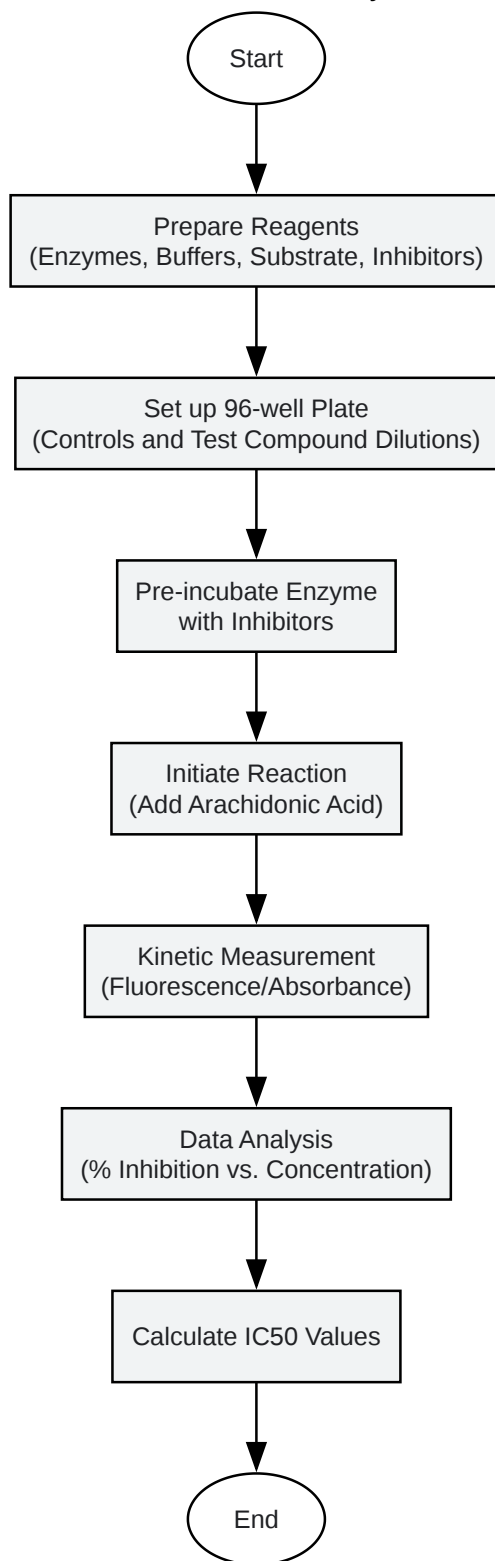 Start
Prepare Reagents
(Enzymes, Buffers, Substrate, Inhibitors)
Set up 96-well Plate
(Controls and Test Compound Dilutions)
Pre-incubate Enzyme
with Inhibitors
Initiate Reaction
(Add Arachidonic Acid)
Kinetic Measurement
(Fluorescence/Absorbance)
Data Analysis
(% Inhibition vs. Concentration)
Calculate IC50 Values
End